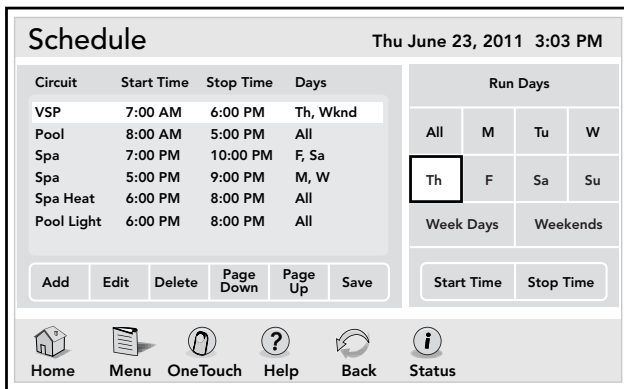 Schedule
Thu June 23, 2011 3:03 PM
Circuit Start Time Stop Time Days
VSP 7:00 AM 6:00 PM Th, Wknd
Pool 8:00 AM 5:00 PM All
Spa 7:00 PM 10:00 PM F, Sa
Spa 5:00 PM 9:00 PM M, W
Spa Heat 6:00 PM 8:00 PM All
Pool Light 6:00 PM 8:00 PM All
Add Edit Delete Page Down Page Up Save
Run Days
All M Tu W
Th F Sa Su
Week Days Weekends
Start Time Stop Time
? i
Home Menu OneTouch Help Back Status